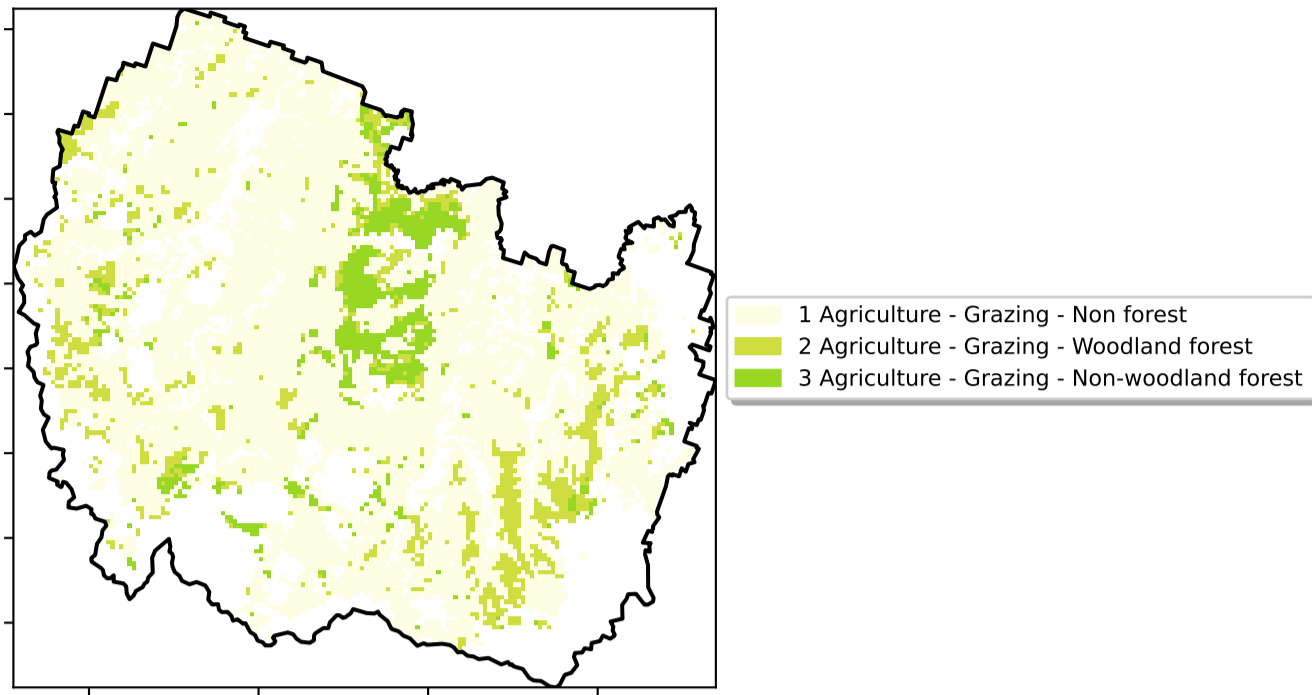 1 Agriculture - Grazing - Non forest
2 Agriculture - Grazing - Woodland forest
3 Agriculture - Grazing - Non-woodland forest